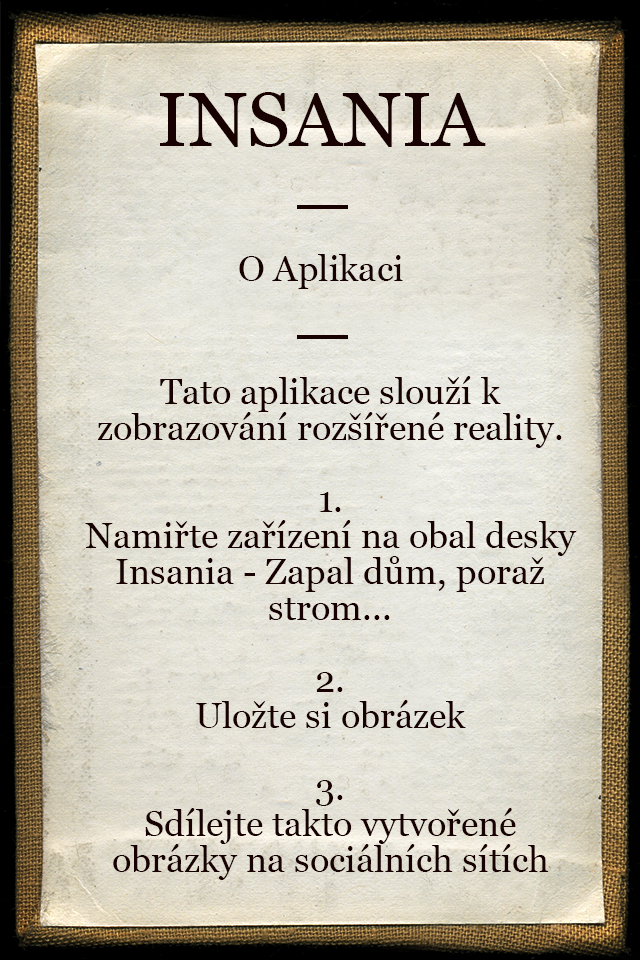 INSANIA
O Aplikaci
Tato aplikace slouží k
zobrazování rozšířené reality.
1.
Namiřte zařízení na obal desky
Insania - Zapal dům, poraž
strom...
2.
Uložte si obrázek
3.
Sdílejte takto vytvořené
obrázky na sociálních sítích